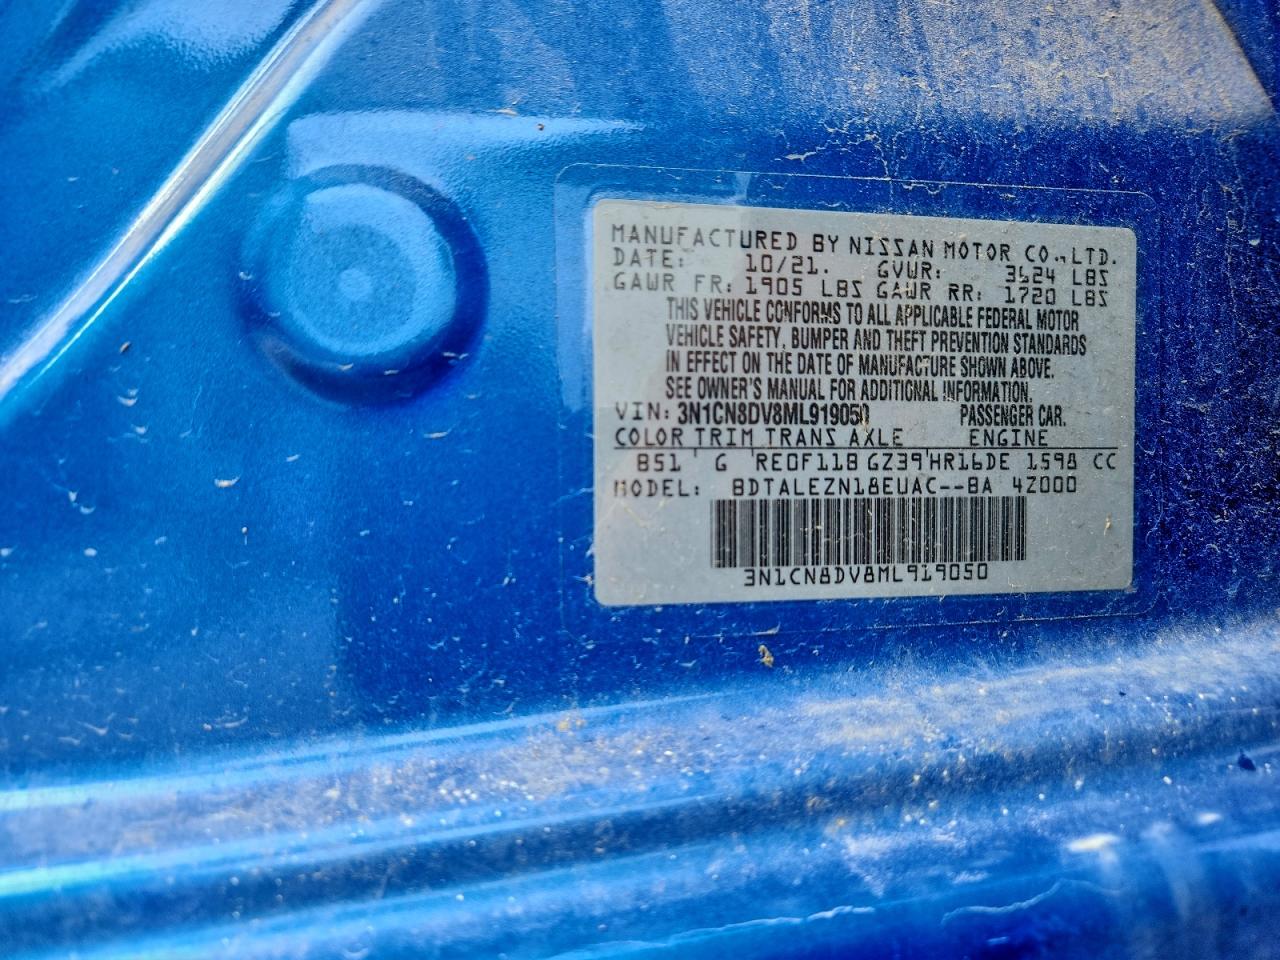 MANUFACTURED BY NISSAN MOTOR CO.,LTD.
DATE: 10/21. GVWR: 3624 LBS
GAWR FR: 1905 LBS GAWR RR: 1720 LBS
THIS VEHICLE CONFORMS TO ALL APPLICABLE FEDERAL MOTOR
VEHICLE SAFETY, BUMPER AND THEFT PREVENTION STANDARDS
IN EFFECT ON THE DATE OF MANUFACTURE SHOWN ABOVE.
SEE OWNER'S MANUAL FOR ADDITIONAL INFORMATION.
VIN: 3N1CN8DV8ML919050 PASSENGER CAR.
COLOR TRIM TRANS AXLE ENGINE
B51 G RE0F11B GZ39 HR16DE 1598 CC
MODEL: BDTALEZN18EUAC--BA 4Z000
3N1CN8DV8ML919050